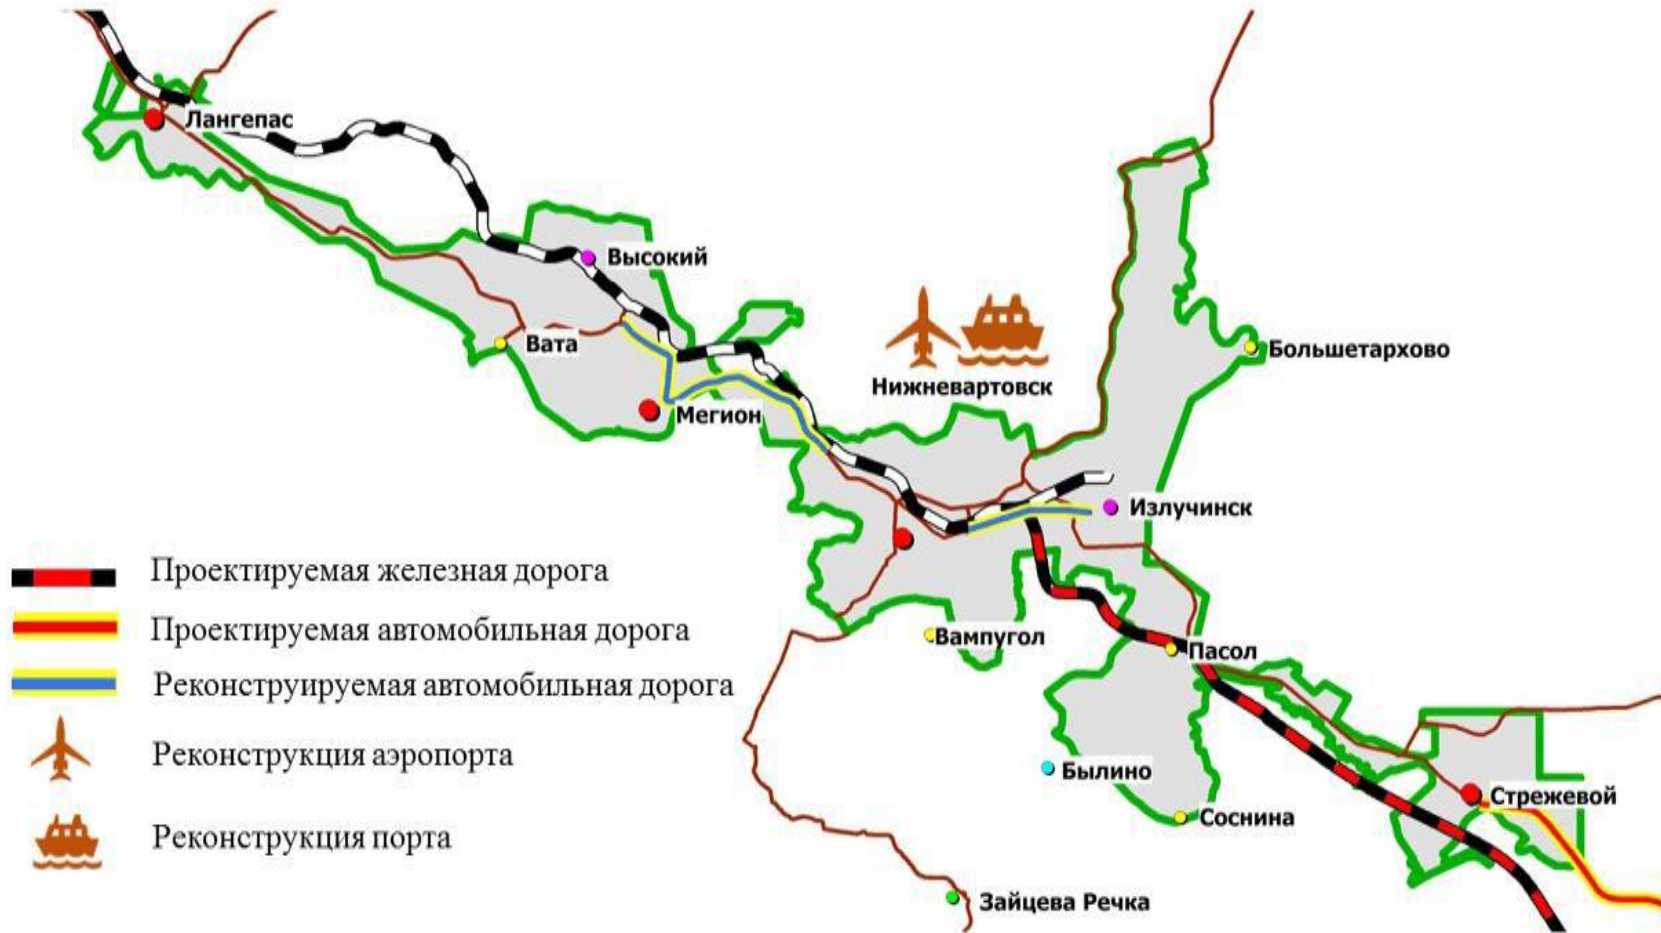 Лангепас
Высокий
Вата
Мегион
Нижневартовск
Большетархово
Излучинск
Вампугол
Пасол
Былино
Соснина
Стрежевой
Зайцева Речка
Проектируемая железная дорога
Проектируемая автомобильная дорога
Реконструируемая автомобильная дорога
Реконструкция аэропорта
Реконструкция порта